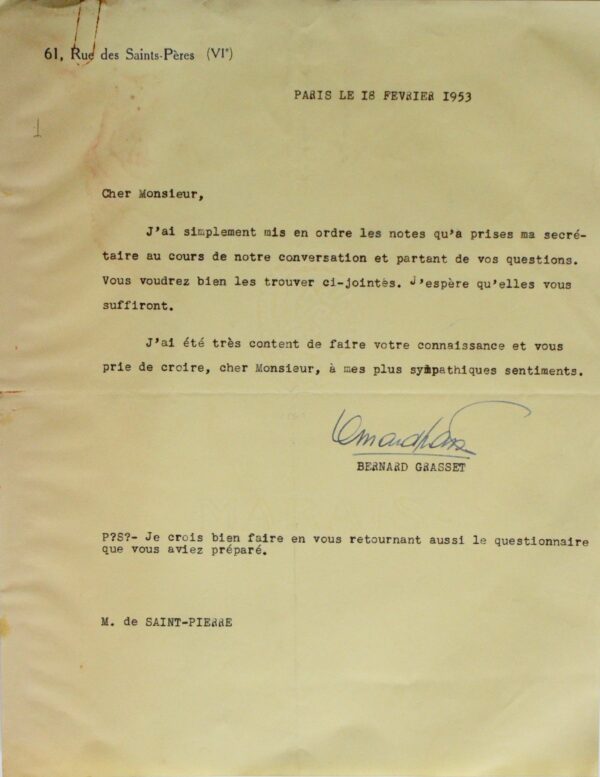 61, Rue des Saints-Pères (VIᵉ)
PARIS LE 18 FEVRIER 1953
Cher Monsieur,
J'ai simplement mis en ordre les notes qu'a prises ma secré-
taire au cours de notre conversation et partant de vos questions.
Vous voudrez bien les trouver ci-jointes. J'espère qu'elles vous
suffiront.
J'ai été très content de faire votre connaissance et vous
prie de croire, cher Monsieur, à mes plus sympathiques sentiments.
BERNARD GRASSET
P?S?- Je crois bien faire en vous retournant aussi le questionnaire
que vous aviez préparé.
M. de SAINT-PIERRE